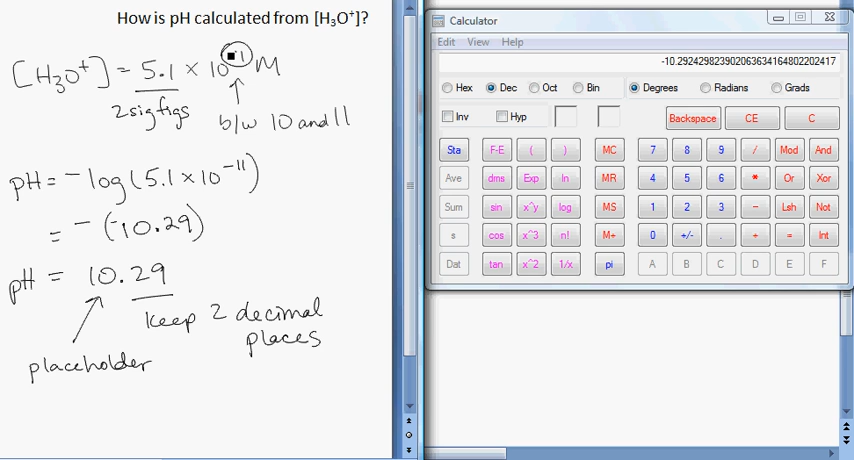 How is pH calculated from [H₃O⁺]?
[H₃O⁺] = 5.1 × 10⁻¹¹ M
2 sig figs
b/w 10 and 11
pH = -log(5.1 × 10⁻¹¹)
= -(-10.29)
pH = 10.29
keep 2 decimal
places
placeholder
Calculator
Edit View Help
-10.292429823902063634164802202417
Hex Dec Oct Bin Degrees Radians Grads
Inv Hyp Backspace CE C
Sta F-E ( ) MC 7 8 9 / Mod And
Ave dms Exp ln MR 4 5 6 * Or Xor
Sum sin x^y log MS 1 2 3 - Lsh Not
s cos x^3 n! M+ 0 +/- . + = Int
Dat tan x^2 1/x pi A B C D E F